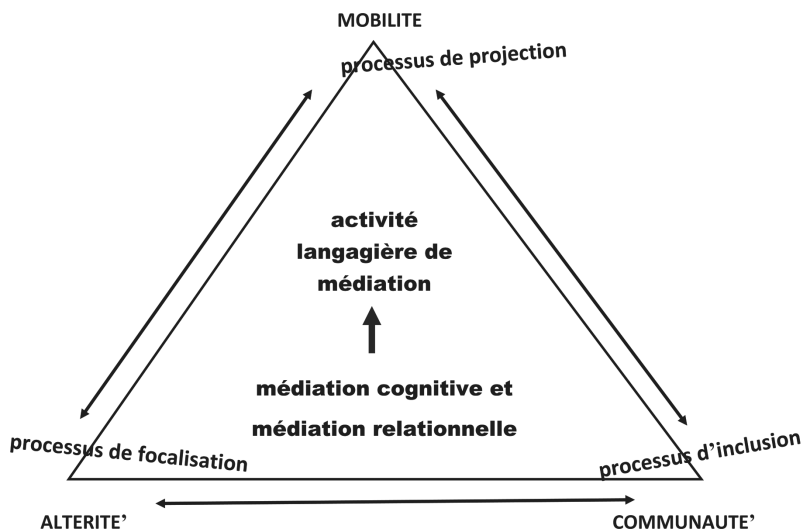 MOBILITE
processus de projection
activité
langagière de
médiation
médiation cognitive et
médiation relationnelle
processus de focalisation
processus d’inclusion
ALTERITE’
COMMUNAUTE’